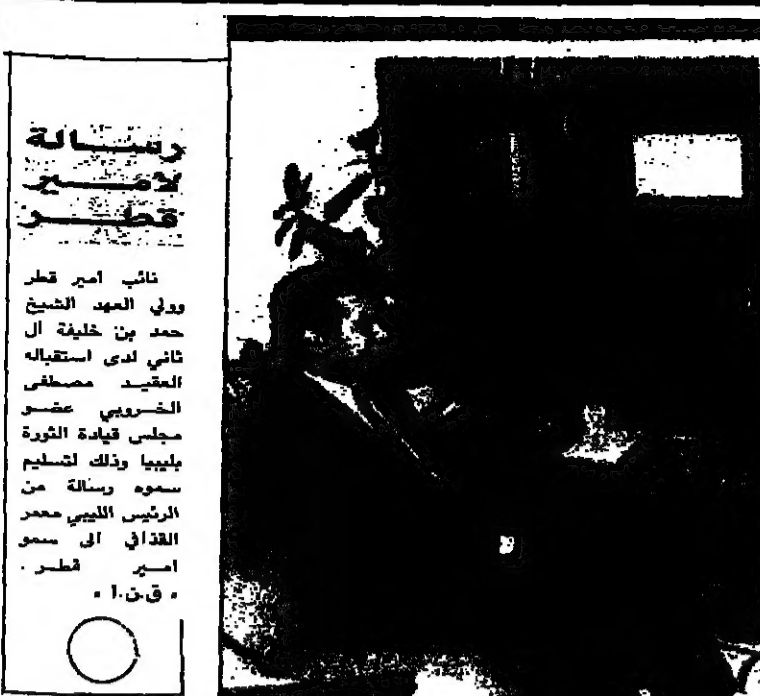 رسالة
لأمير
قطر
نائب امير قطر
وولي العهد الشيخ
حمد بن خليفة آل
ثاني لدى استقباله
العقيد مصطفى
الخروبي عضو
مجلس قيادة الثورة
بليبيا وذلك لتسليم
سموه رسالة من
الرئيس الليبي معمر
القذافي الى سمو
امير قطر .
« ق.ن.ا »